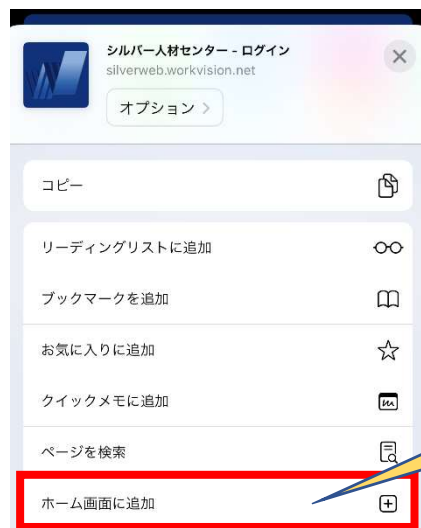 シルバー人材センター - ログイン
silverweb.workvision.net
オプション
コピー
リーディングリストに追加
ブックマークを追加
お気に入りに追加
クイックメモに追加
ページを検索
ホーム画面に追加